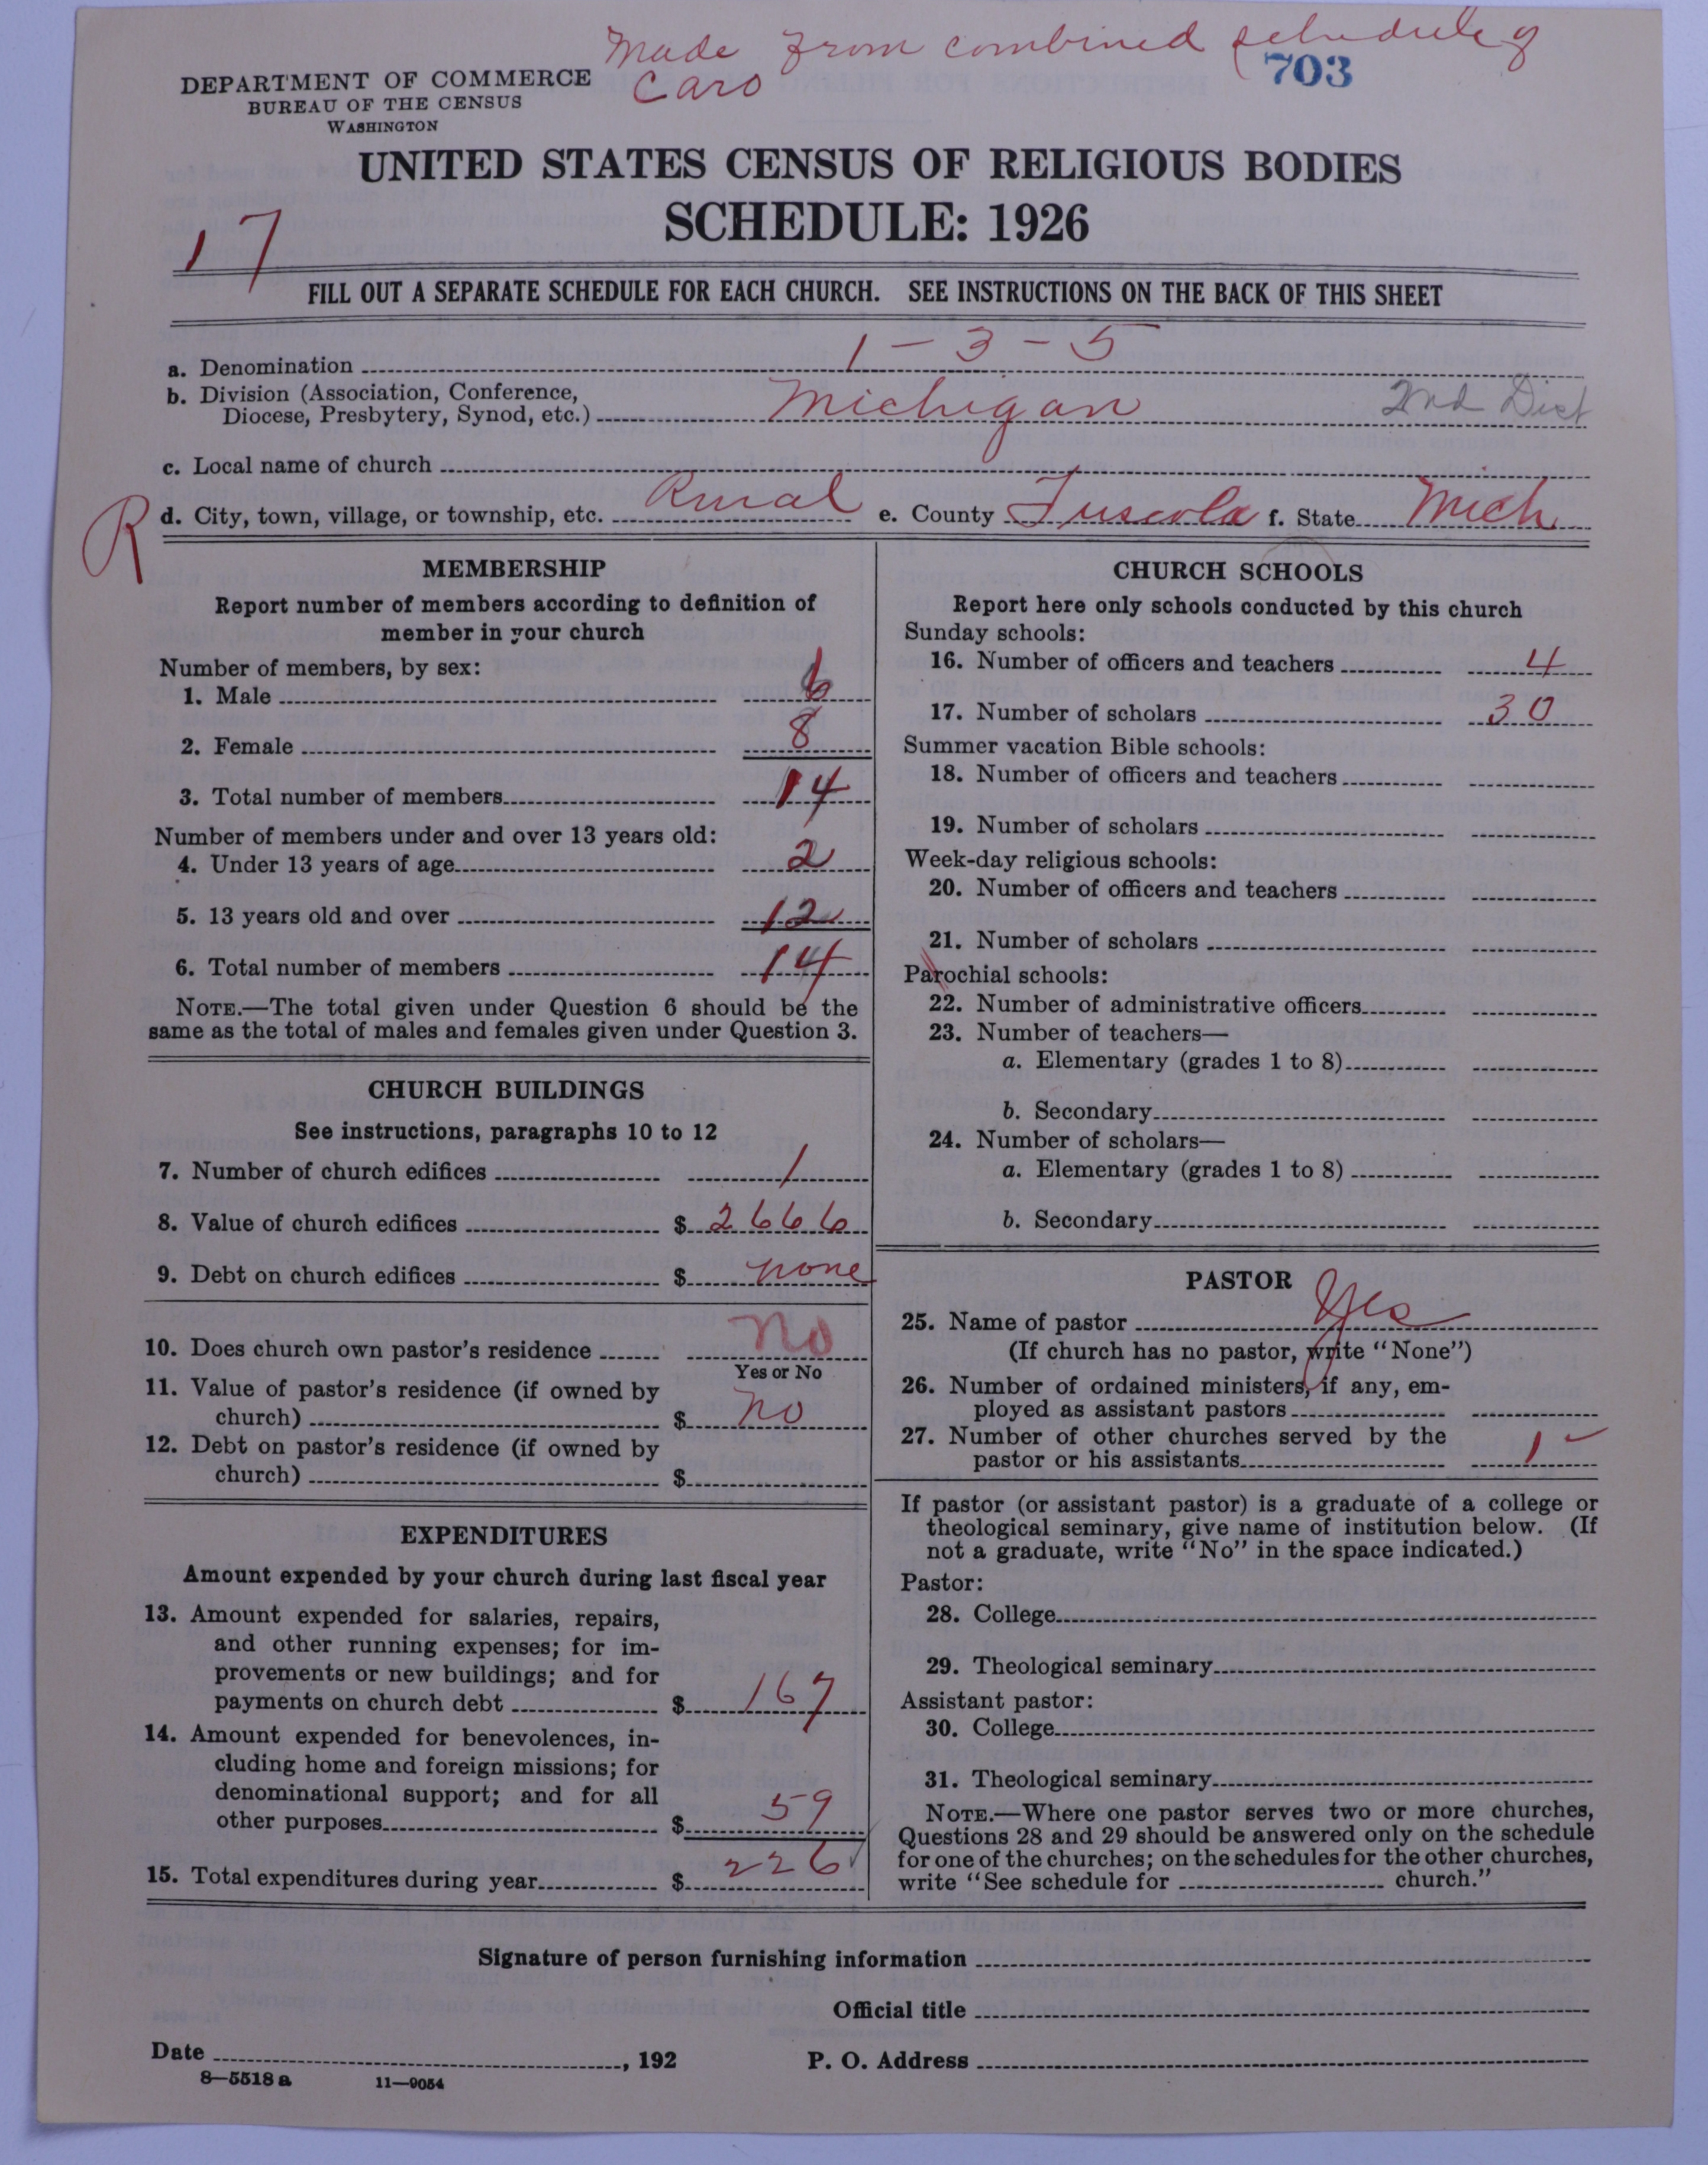 Made from combined schedule of
Caro
703
DEPARTMENT OF COMMERCE
BUREAU OF THE CENSUS
WASHINGTON
UNITED STATES CENSUS OF RELIGIOUS BODIES
SCHEDULE: 1926
17
FILL OUT A SEPARATE SCHEDULE FOR EACH CHURCH. SEE INSTRUCTIONS ON THE BACK OF THIS SHEET
a. Denomination 1-3-5
b. Division (Association, Conference,
Diocese, Presbytery, Synod, etc.) Michigan 2nd Dist
c. Local name of church
R d. City, town, village, or township, etc. Rural e. County Tuscola f. State Mich
MEMBERSHIP
Report number of members according to definition of
member in your church
Number of members, by sex:
1. Male 6
2. Female 8
3. Total number of members 14
Number of members under and over 13 years old:
4. Under 13 years of age 2
5. 13 years old and over 12
6. Total number of members 14
NOTE.—The total given under Question 6 should be the
same as the total of males and females given under Question 3.
CHURCH BUILDINGS
See instructions, paragraphs 10 to 12
7. Number of church edifices 1
8. Value of church edifices $ 2666
9. Debt on church edifices $ none
10. Does church own pastor's residence No
Yes or No
11. Value of pastor's residence (if owned by
church) $ no
12. Debt on pastor's residence (if owned by
church) $
EXPENDITURES
Amount expended by your church during last fiscal year
13. Amount expended for salaries, repairs,
and other running expenses; for im-
provements or new buildings; and for
payments on church debt $ 167
14. Amount expended for benevolences, in-
cluding home and foreign missions; for
denominational support; and for all
other purposes $ 59
15. Total expenditures during year $ 226 ✓
CHURCH SCHOOLS
Report here only schools conducted by this church
Sunday schools:
16. Number of officers and teachers 4
17. Number of scholars 30
Summer vacation Bible schools:
18. Number of officers and teachers
19. Number of scholars
Week-day religious schools:
20. Number of officers and teachers
21. Number of scholars
Parochial schools:
22. Number of administrative officers
23. Number of teachers—
a. Elementary (grades 1 to 8)
b. Secondary
24. Number of scholars—
a. Elementary (grades 1 to 8)
b. Secondary
PASTOR
25. Name of pastor Yes
(If church has no pastor, write "None")
26. Number of ordained ministers, if any, em-
ployed as assistant pastors
27. Number of other churches served by the
pastor or his assistants 1 ✓
If pastor (or assistant pastor) is a graduate of a college or
theological seminary, give name of institution below. (If
not a graduate, write "No" in the space indicated.)
Pastor:
28. College
29. Theological seminary
Assistant pastor:
30. College
31. Theological seminary
NOTE.—Where one pastor serves two or more churches,
Questions 28 and 29 should be answered only on the schedule
for one of the churches; on the schedules for the other churches,
write "See schedule for church."
Signature of person furnishing information
Official title
Date , 192 P. O. Address
8—5518 a 11—9054